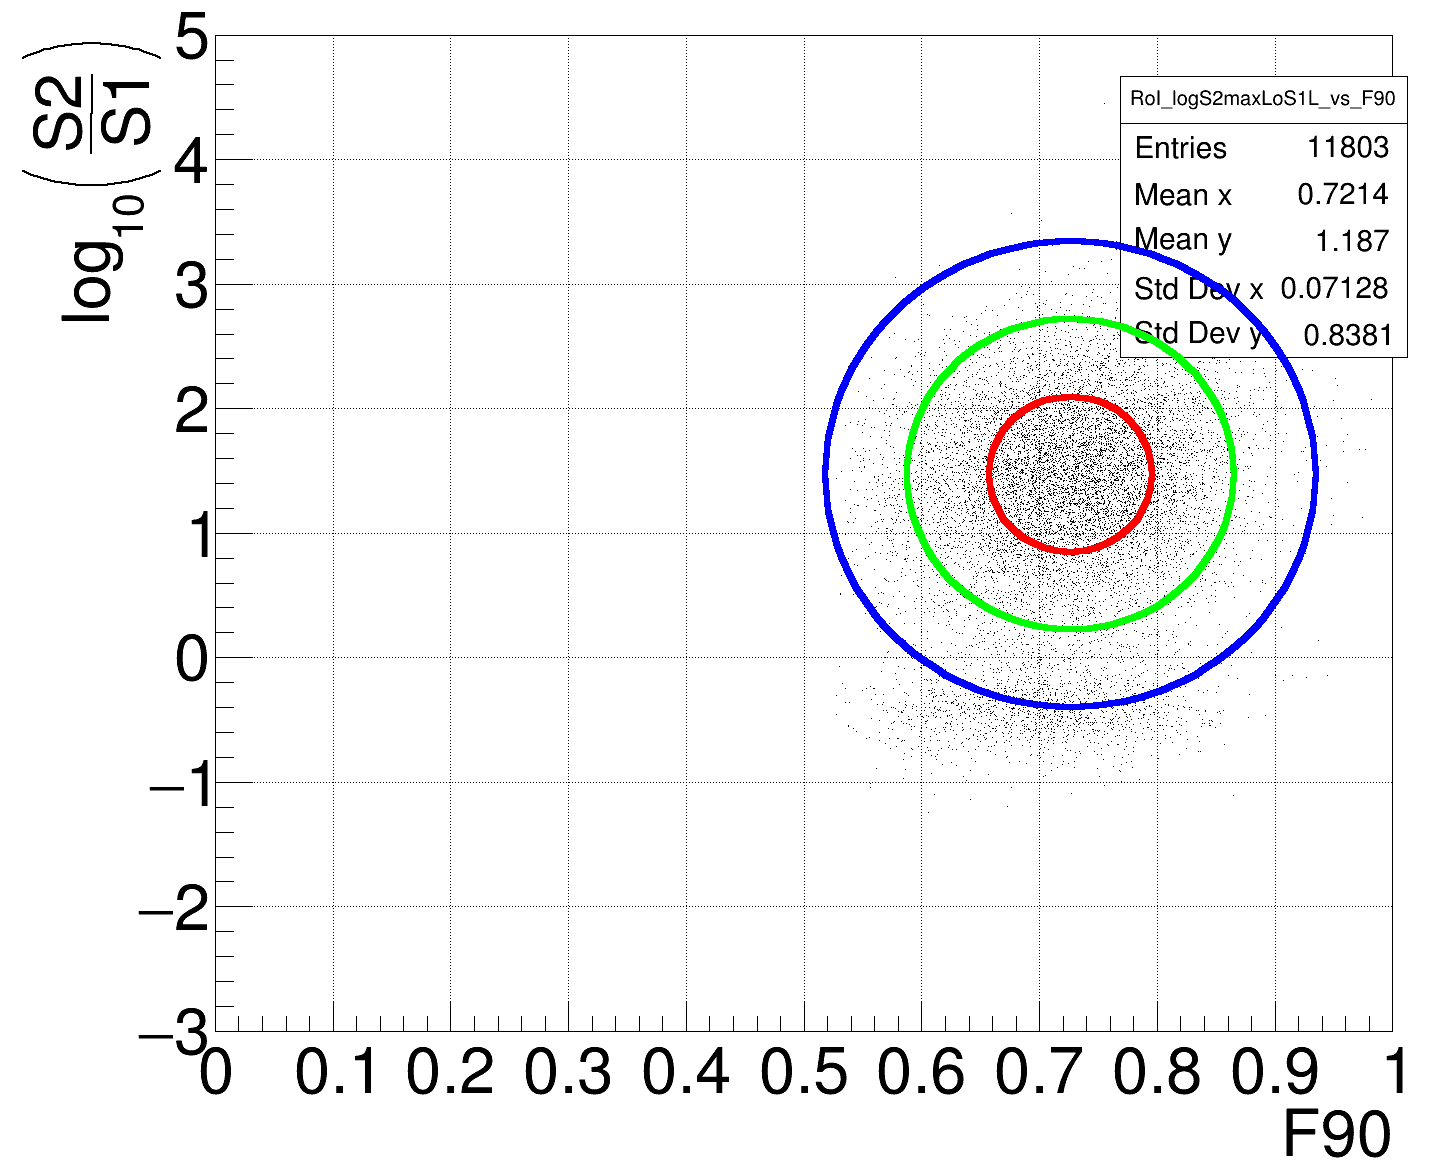 log10 (S2/S1)
5
4
3
2
1
0
−1
−2
−3
RoI_logS2maxLoS1L_vs_F90
Entries 11803
Mean x 0.7214
Mean y 1.187
Std Dev x 0.07128
Std Dev y 0.8381
0 0.1 0.2 0.3 0.4 0.5 0.6 0.7 0.8 0.9 1
F90